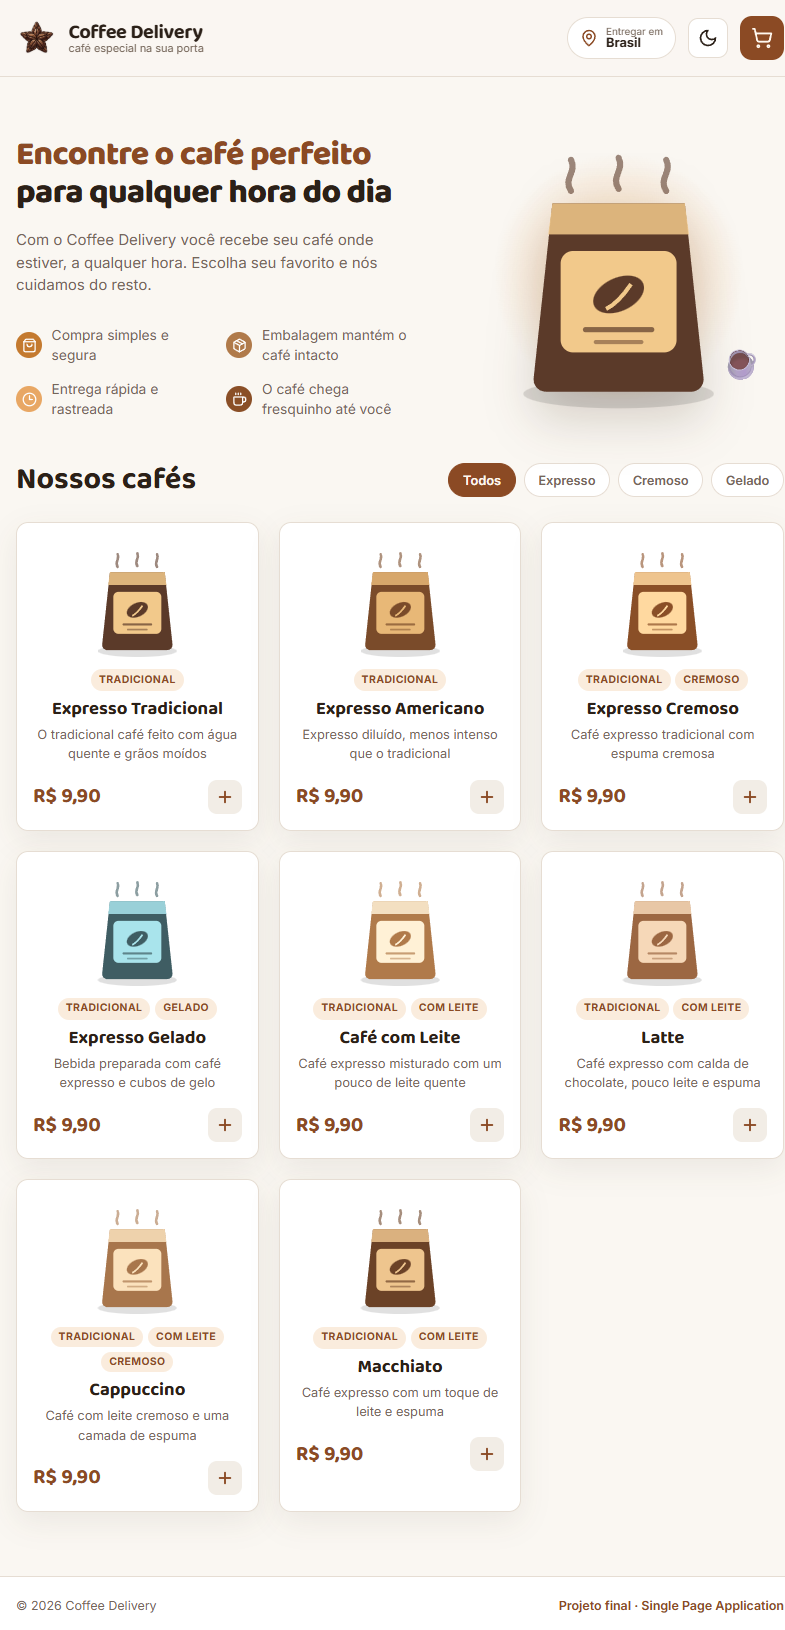 Coffee Delivery
café especial na sua porta
Entregar em
Brasil
Encontre o café perfeito
para qualquer hora do dia
Com o Coffee Delivery você recebe seu café onde
estiver, a qualquer hora. Escolha seu favorito e nós
cuidamos do resto.
Compra simples e
segura
Embalagem mantém o
café intacto
Entrega rápida e
rastreada
O café chega
fresquinho até você
Nossos cafés
Todos
Expresso
Cremoso
Gelado
TRADICIONAL
Expresso Tradicional
O tradicional café feito com água
quente e grãos moídos
R$ 9,90
TRADICIONAL
Expresso Americano
Expresso diluído, menos intenso
que o tradicional
R$ 9,90
TRADICIONAL CREMOSO
Expresso Cremoso
Café expresso tradicional com
espuma cremosa
R$ 9,90
TRADICIONAL GELADO
Expresso Gelado
Bebida preparada com café
expresso e cubos de gelo
R$ 9,90
TRADICIONAL COM LEITE
Café com Leite
Café expresso misturado com um
pouco de leite quente
R$ 9,90
TRADICIONAL COM LEITE
Latte
Café expresso com calda de
chocolate, pouco leite e espuma
R$ 9,90
TRADICIONAL COM LEITE
CREMOSO
Cappuccino
Café com leite cremoso e uma
camada de espuma
R$ 9,90
TRADICIONAL COM LEITE
Macchiato
Café expresso com um toque de
leite e espuma
R$ 9,90
© 2026 Coffee Delivery
Projeto final · Single Page Application